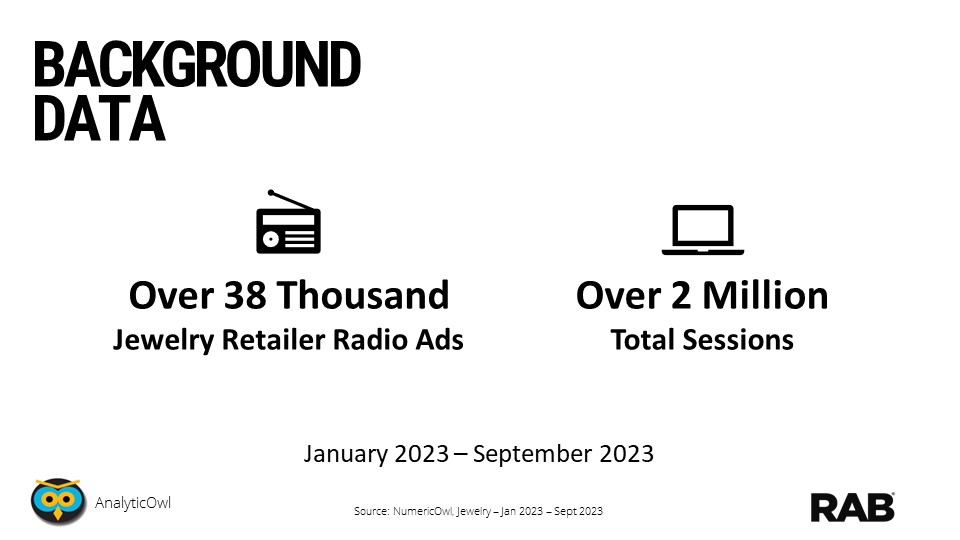 BACKGROUND
DATA
Over 38 Thousand
Jewelry Retailer Radio Ads
Over 2 Million
Total Sessions
January 2023 – September 2023
AnalyticOwl
Source: NumericOwl, Jewelry – Jan 2023 – Sept 2023
RAB